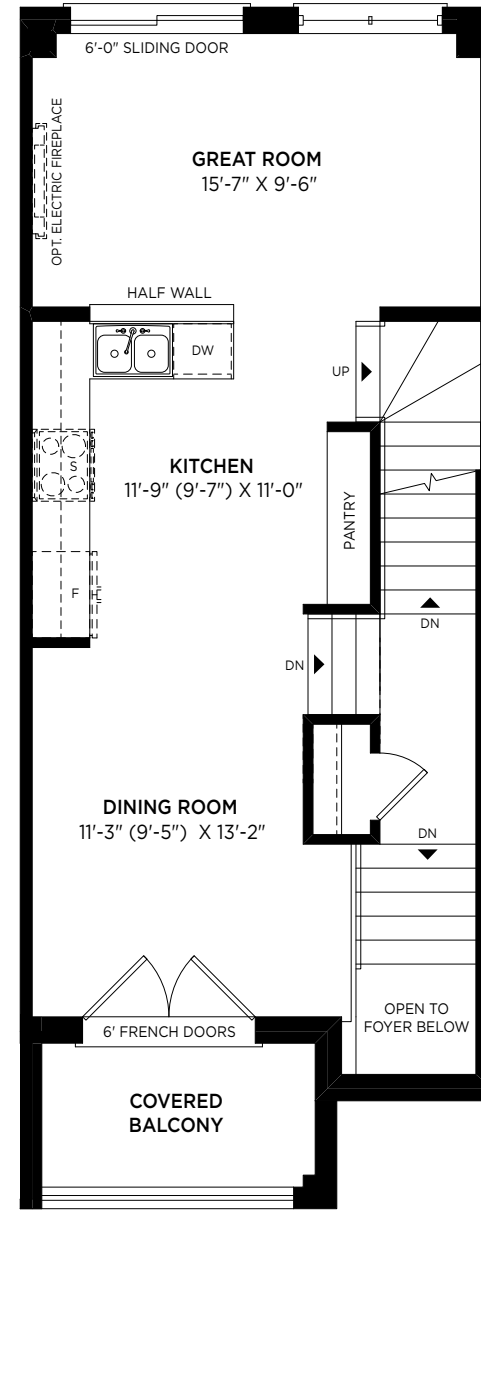 6'-0" SLIDING DOOR
OPT. ELECTRIC FIREPLACE
GREAT ROOM
15'-7" X 9'-6"
HALF WALL
DW
UP
S
KITCHEN
11'-9" (9'-7") X 11'-0"
PANTRY
F
DN
DN
DINING ROOM
11'-3" (9'-5") X 13'-2"
DN
OPEN TO
FOYER BELOW
6' FRENCH DOORS
COVERED
BALCONY